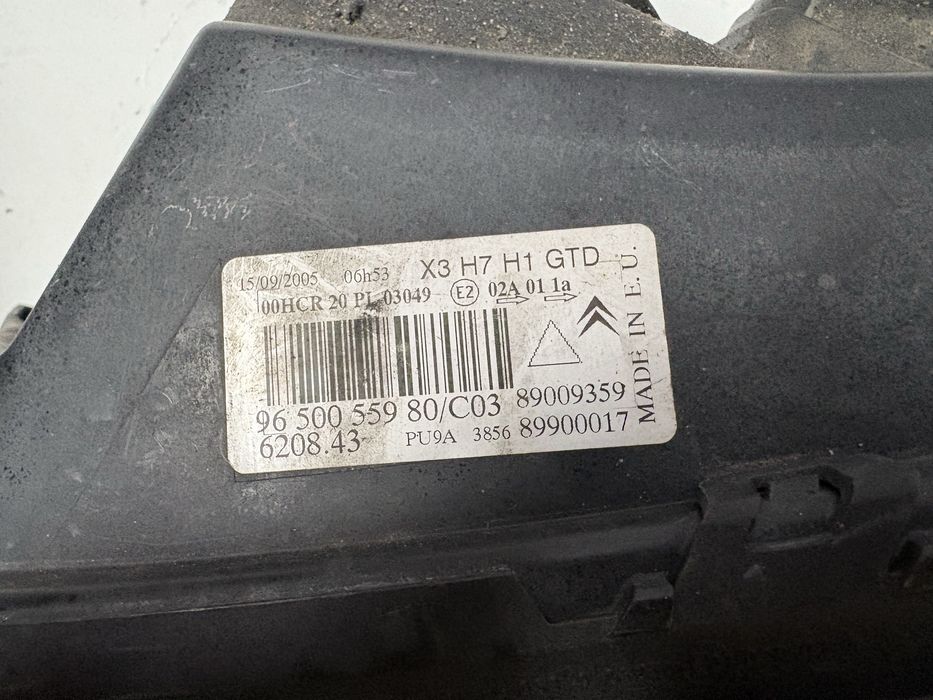 15/09/2005 06h53 X3 H7 H1 GTD
00HCR 20 PL 03049 E2 02A 01 1a
96 500 559 80/C03 89009359
6208.43 PU9A 3856 89900017
MADE IN E.U.